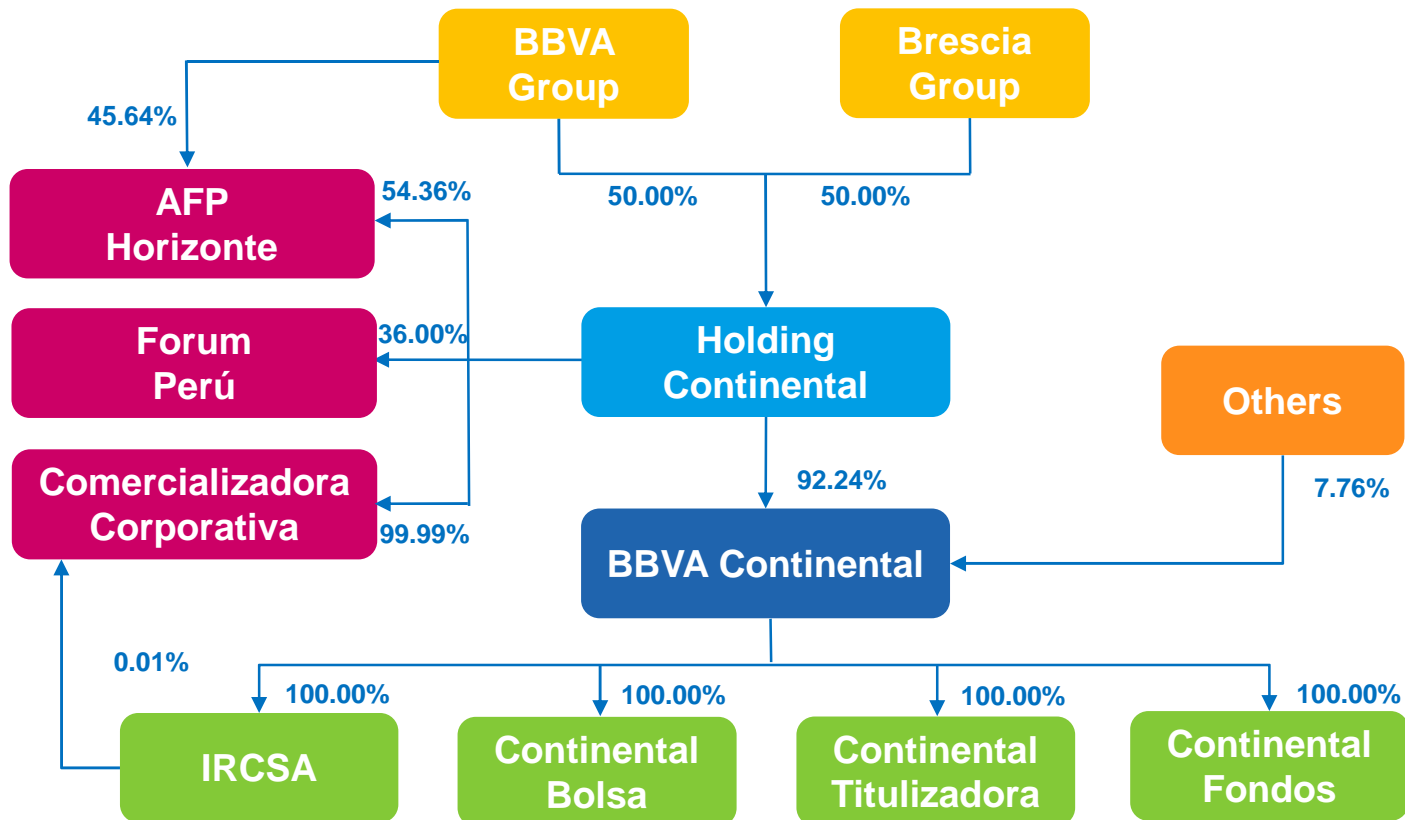 BBVA
Group
Brescia
Group
45.64%
AFP
Horizonte
54.36%
50.00%
50.00%
Forum
Perú
36.00%
Holding
Continental
Others
Comercializadora
Corporativa
99.99%
92.24%
7.76%
BBVA Continental
0.01%
100.00%
100.00%
100.00%
100.00%
IRCSA
Continental
Bolsa
Continental
Titulizadora
Continental
Fondos